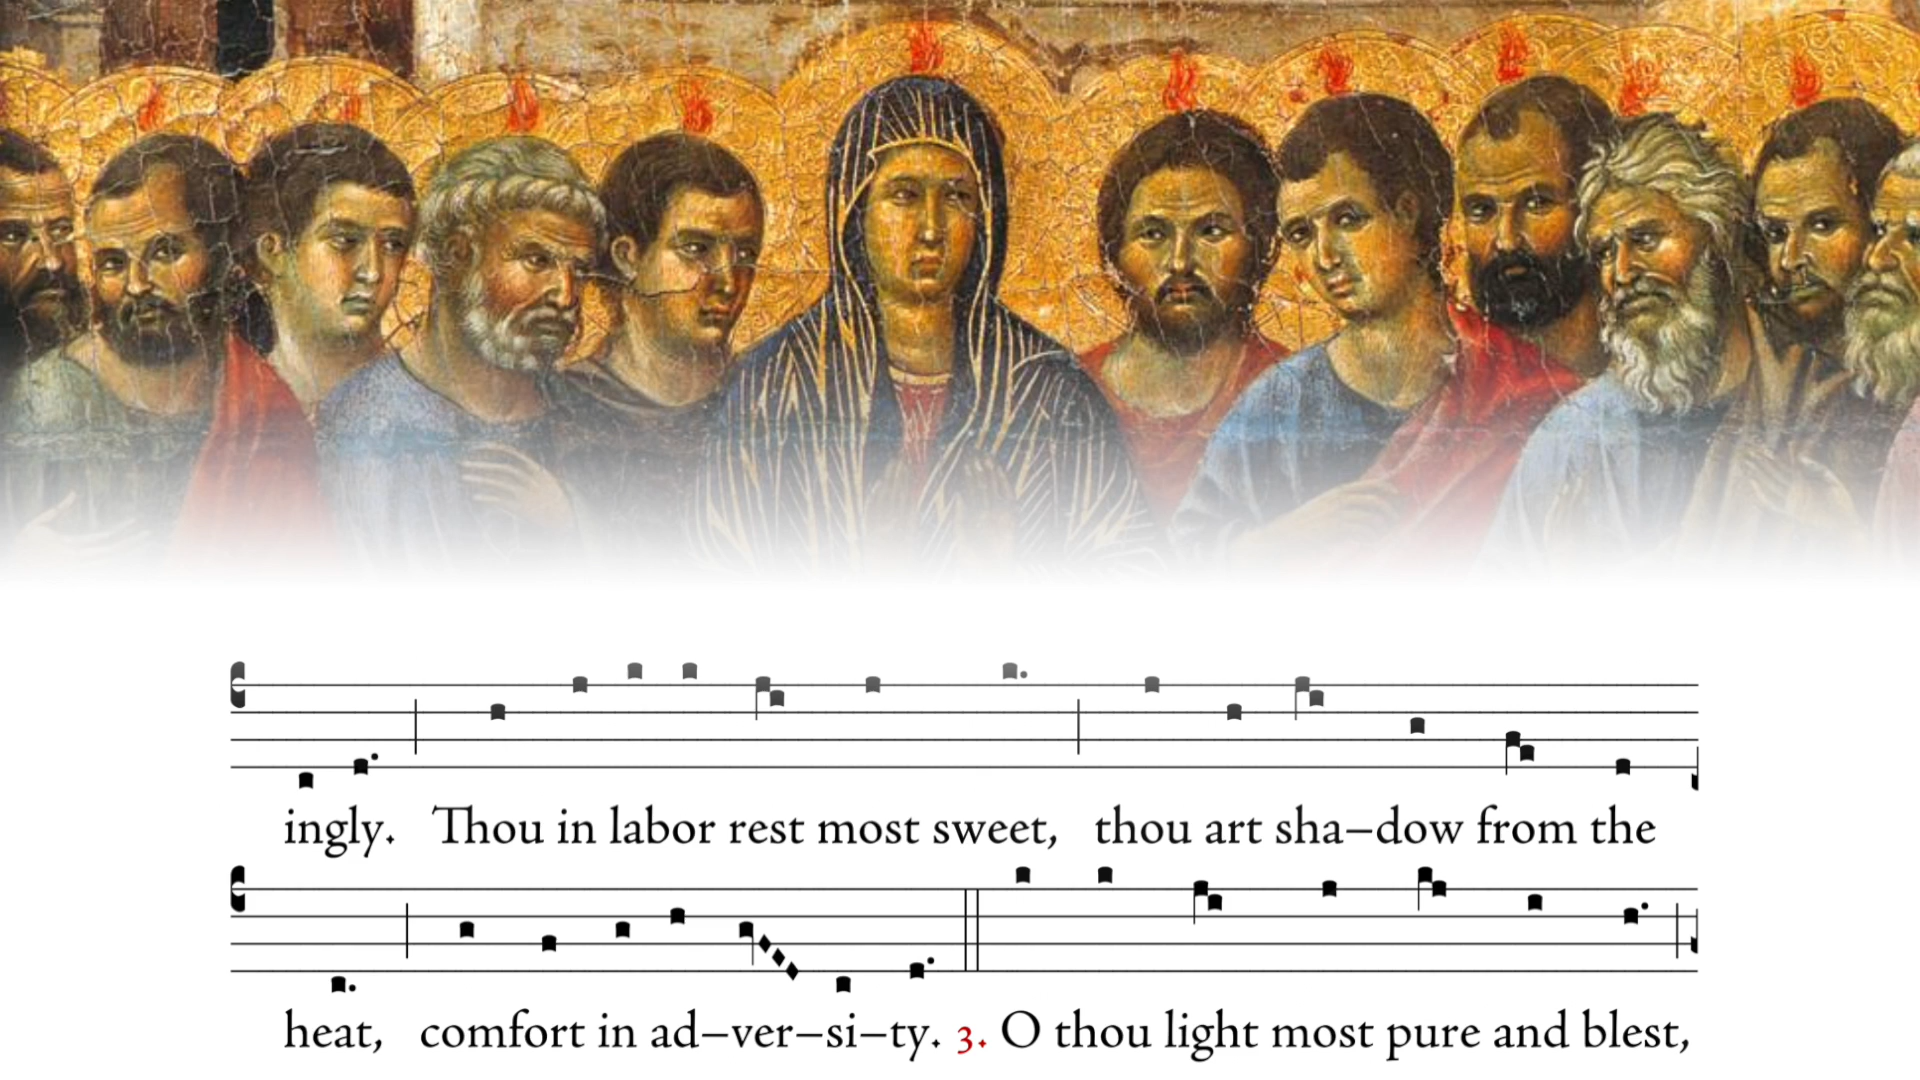 ingly. Thou in labor rest most sweet, thou art sha–dow from the
heat, comfort in ad–ver–si–ty. 3. O thou light most pure and blest,